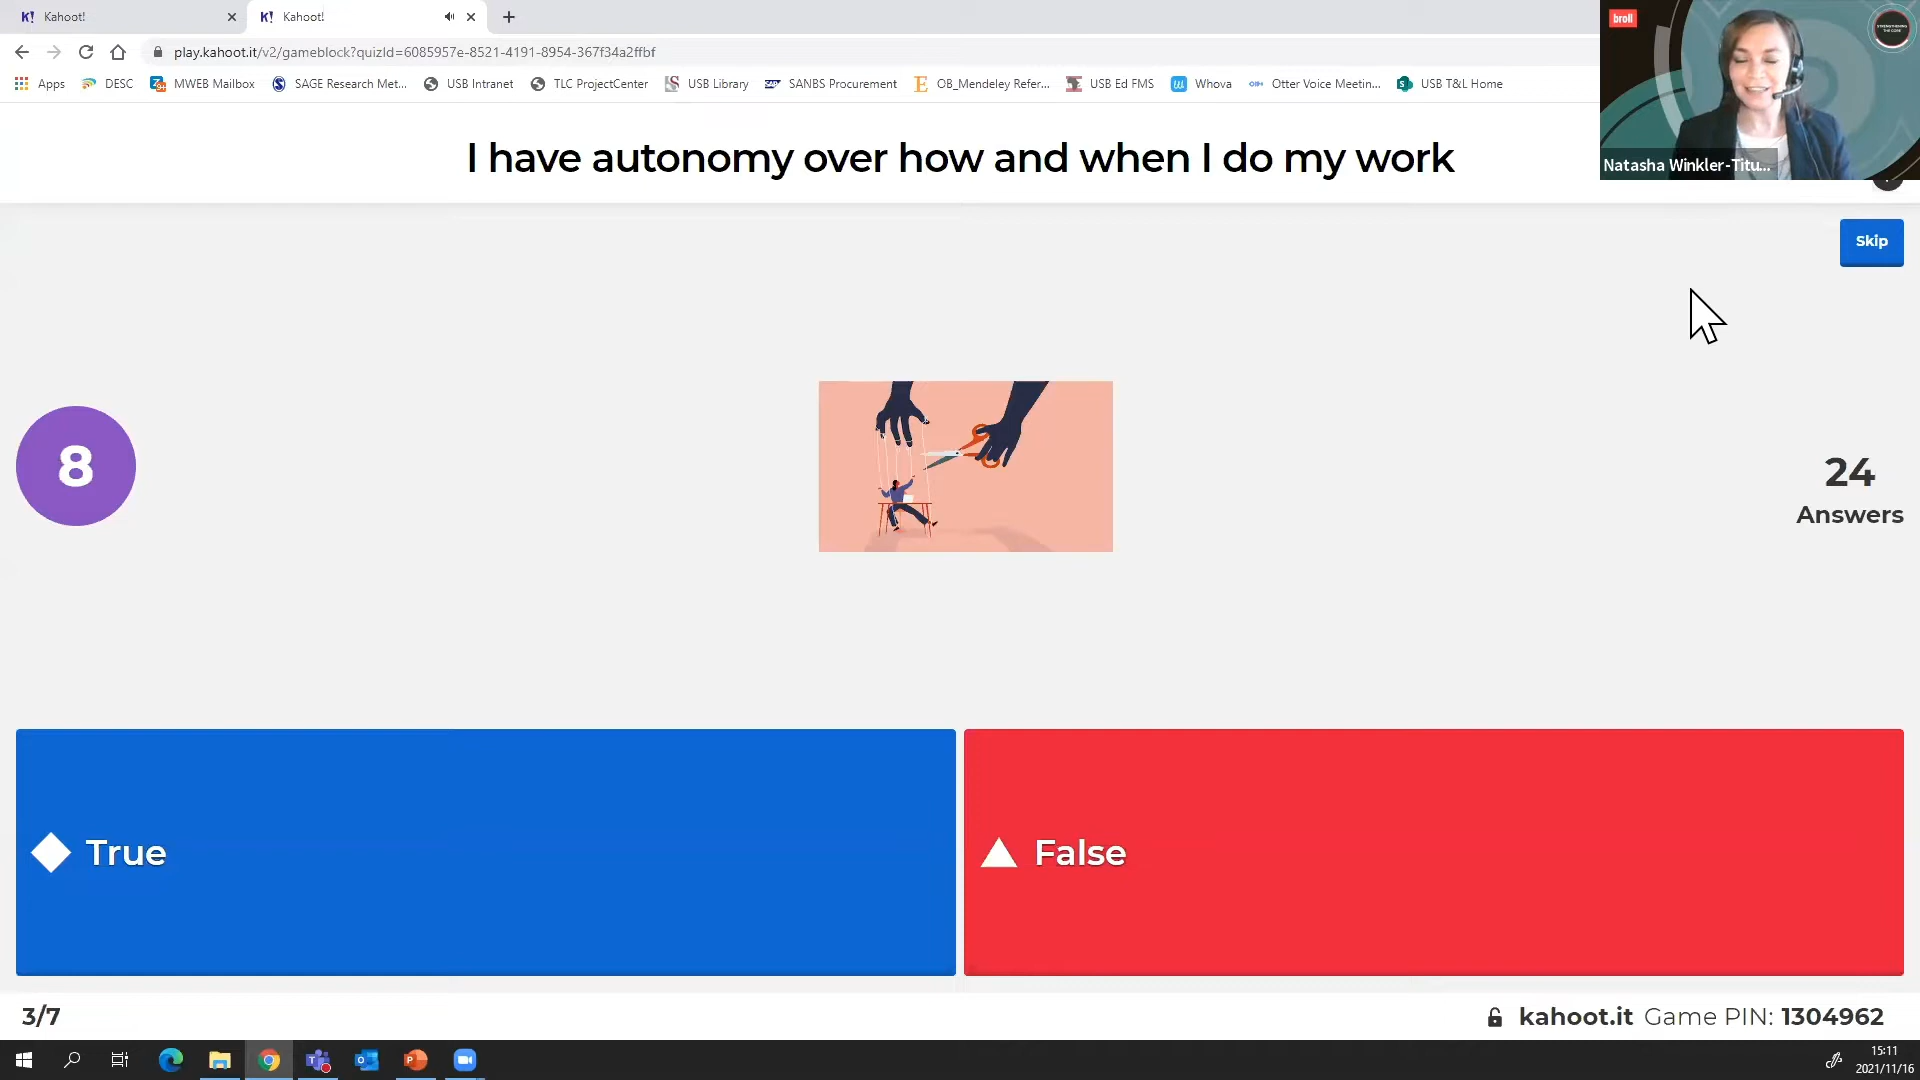 Kahoot!
Kahoot!
play.kahoot.it/v2/gameblock?quizId=6085957e-8521-4191-8954-367f34a2ffbf
Apps DESC MWEB Mailbox SAGE Research Met... USB Intranet TLC ProjectCenter USB Library SANBS Procurement OB_Mendeley Refer... USB Ed FMS Whova Otter Voice Meetin... USB T&L Home
broll
STRENGTHENING
THE CORE
Natasha Winkler-Titu...
I have autonomy over how and when I do my work
Skip
8
24
Answers
True
False
3/7
kahoot.it Game PIN: 1304962
15:11
2021/11/16